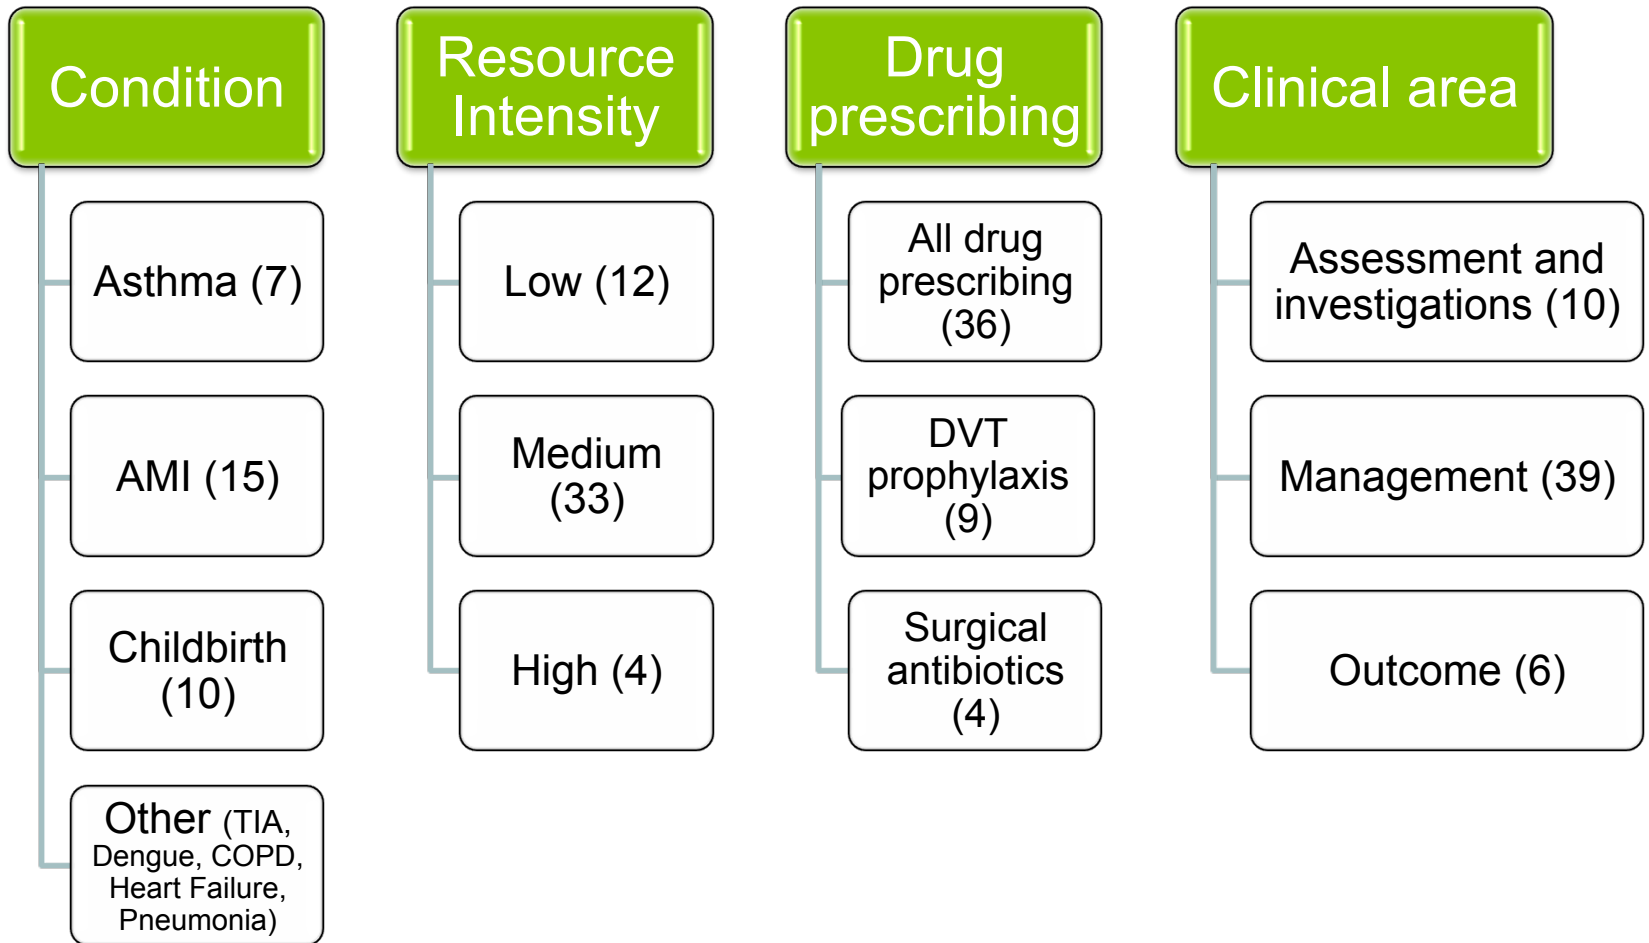 Condition
Asthma (7)
AMI (15)
Childbirth
(10)
Other (TIA,
Dengue, COPD,
Heart Failure,
Pneumonia)
Resource
Intensity
Low (12)
Medium
(33)
High (4)
Drug
prescribing
All drug
prescribing
(36)
DVT
prophylaxis
(9)
Surgical
antibiotics
(4)
Clinical area
Assessment and
investigations (10)
Management (39)
Outcome (6)